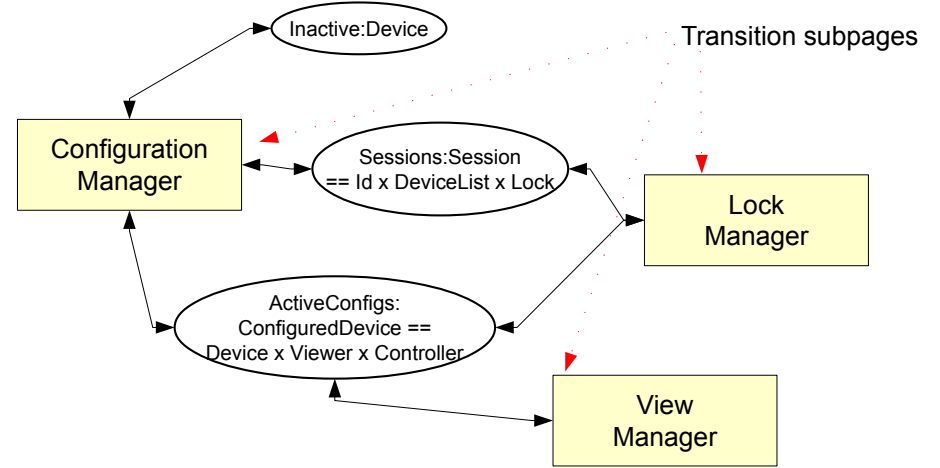 Inactive:Device
Transition subpages
Configuration
Manager
Sessions:Session
== Id x DeviceList x Lock
Lock
Manager
ActiveConfigs:
ConfiguredDevice ==
Device x Viewer x Controller
View
Manager